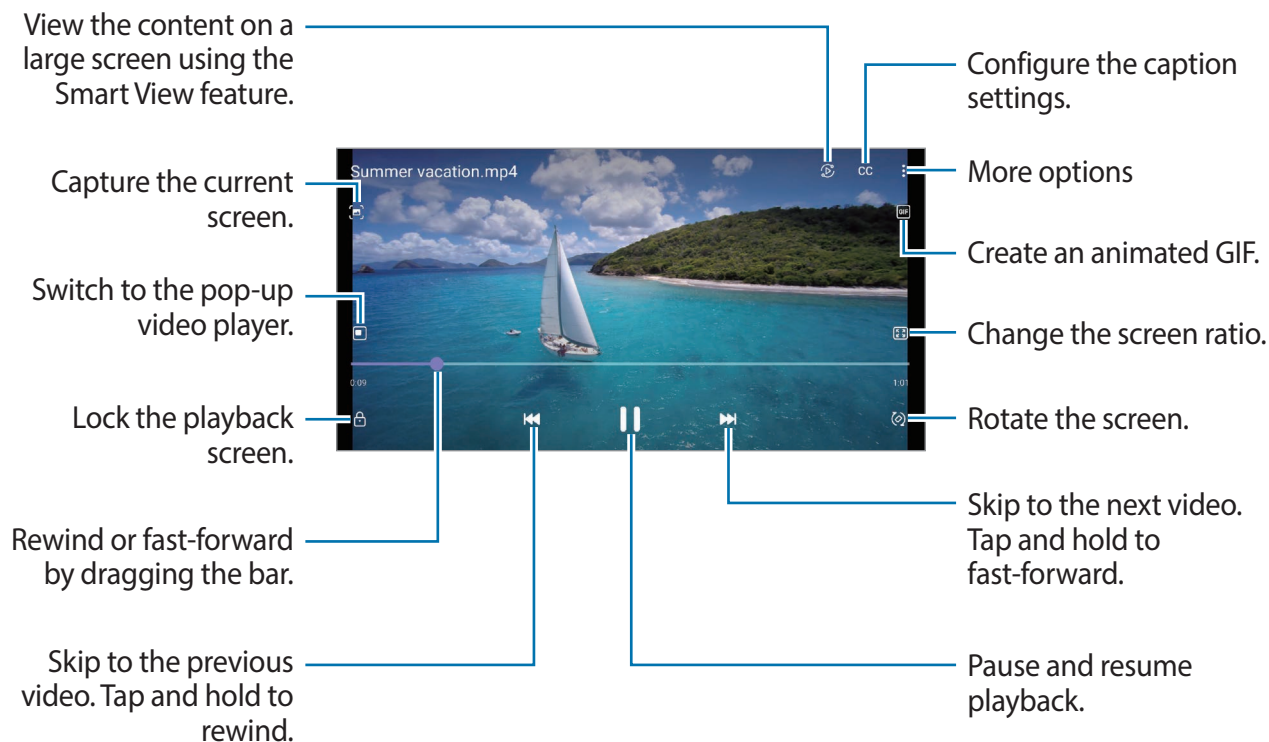 View the content on a
large screen using the
Smart View feature.
Configure the caption
settings.
Summer vacation.mp4
CC
Capture the current
screen.
More options
GIF
Create an animated GIF.
Switch to the pop-up
video player.
Change the screen ratio.
0:09
1:01
Lock the playback
screen.
Rotate the screen.
Rewind or fast-forward
by dragging the bar.
Skip to the next video.
Tap and hold to
fast-forward.
Skip to the previous
video. Tap and hold to
rewind.
Pause and resume
playback.